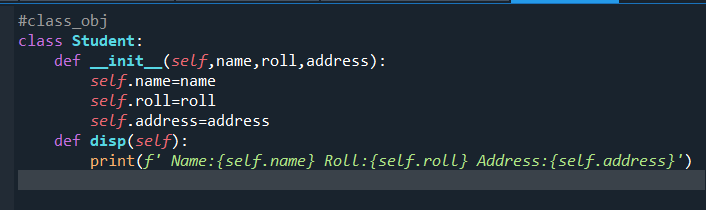 #class_obj
class Student:
    def __init__(self,name,roll,address):
        self.name=name
        self.roll=roll
        self.address=address
    def disp(self):
        print(f' Name:{self.name} Roll:{self.roll} Address:{self.address}')